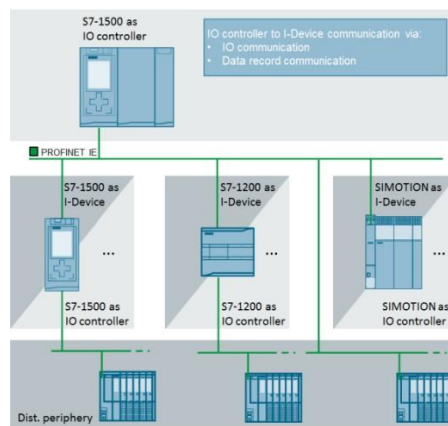 S7-1500 as
IO controller
IO controller to I-Device communication via:
• IO communication
• Data record communication
PROFINET IE
S7-1500 as
I-Device
S7-1200 as
I-Device
SIMOTION as
I-Device
...
...
...
S7-1500 as
IO controller
S7-1200 as
IO controller
SIMOTION as
IO controller
Dist. periphery